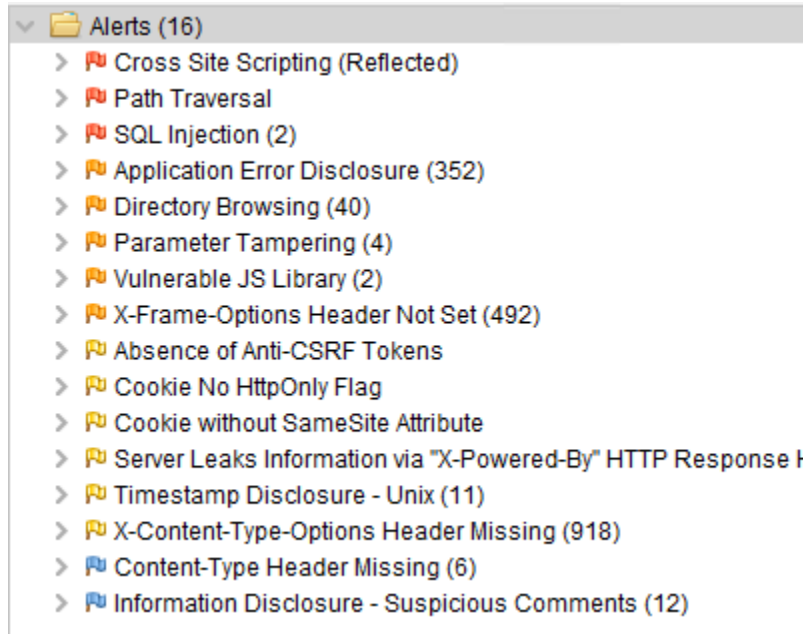 Alerts (16)
Cross Site Scripting (Reflected)
Path Traversal
SQL Injection (2)
Application Error Disclosure (352)
Directory Browsing (40)
Parameter Tampering (4)
Vulnerable JS Library (2)
X-Frame-Options Header Not Set (492)
Absence of Anti-CSRF Tokens
Cookie No HttpOnly Flag
Cookie without SameSite Attribute
Server Leaks Information via "X-Powered-By" HTTP Response
Timestamp Disclosure - Unix (11)
X-Content-Type-Options Header Missing (918)
Content-Type Header Missing (6)
Information Disclosure - Suspicious Comments (12)